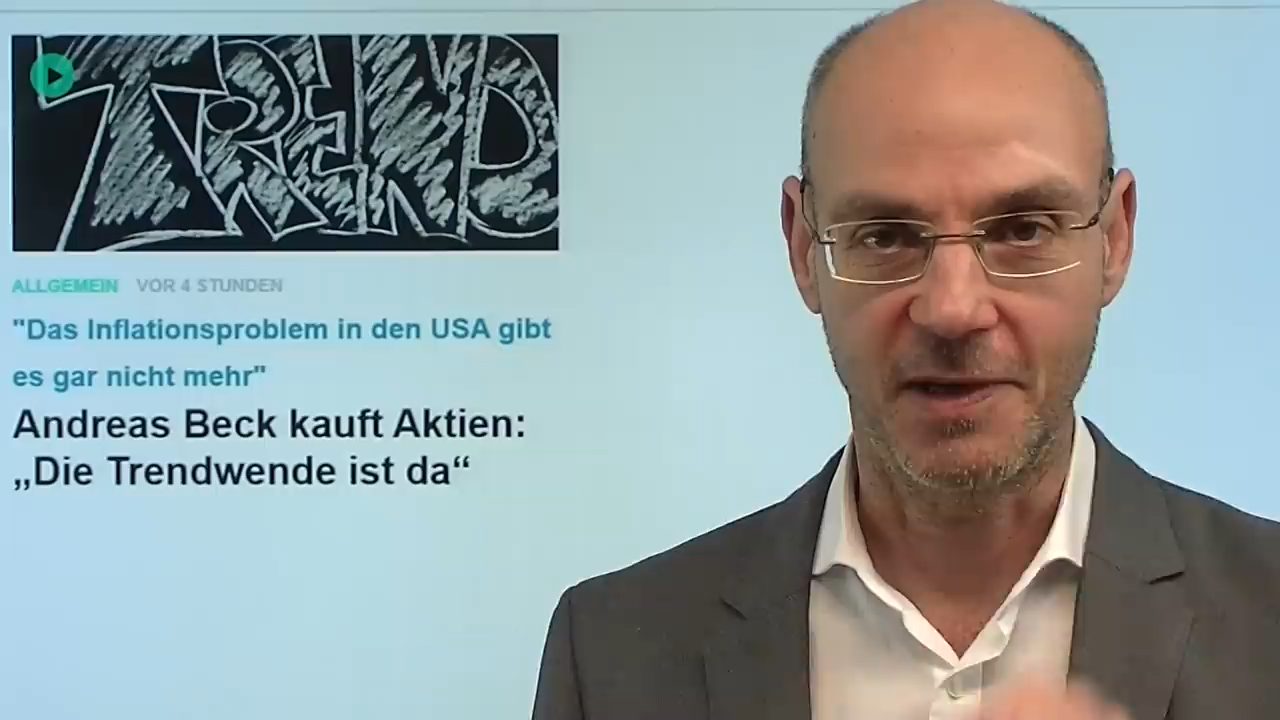 TREND
ALLGEMEIN VOR 4 STUNDEN
"Das Inflationsproblem in den USA gibt
es gar nicht mehr"
Andreas Beck kauft Aktien:
„Die Trendwende ist da“